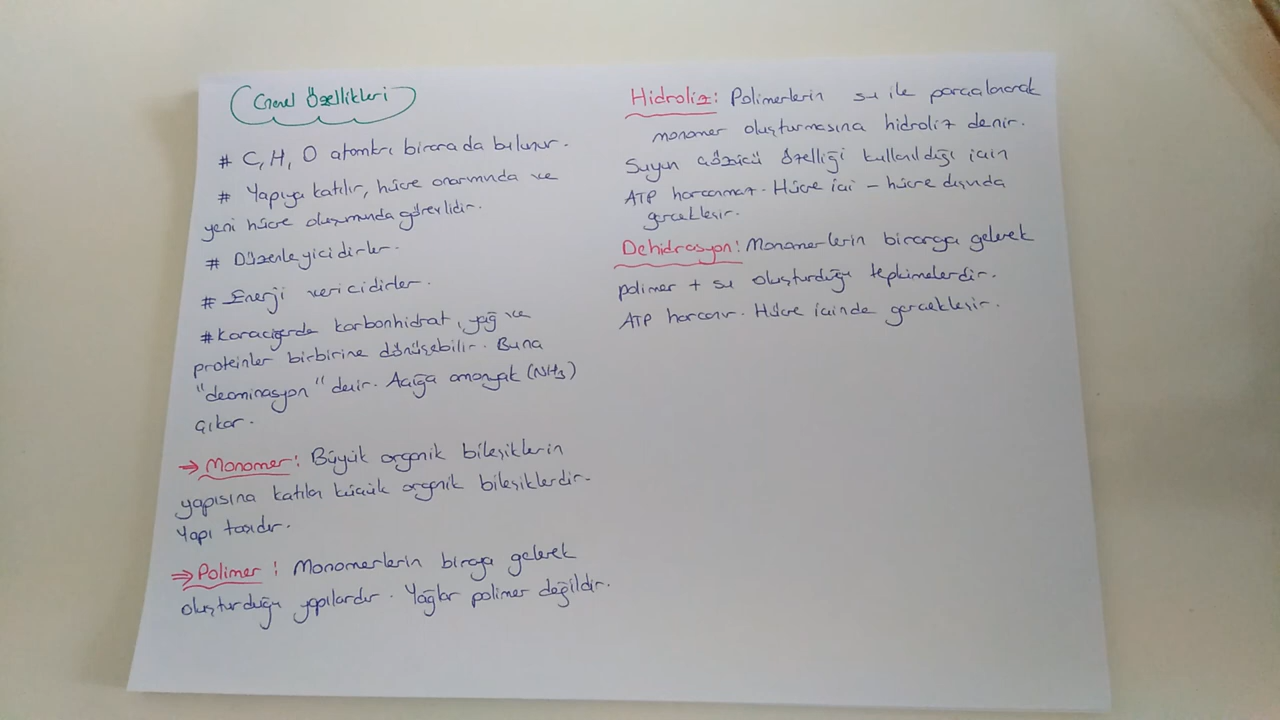 Genel Özellikleri
# C, H, O atomları birarada bulunur.
# Yapıya katılır, hücre onarımında ve
yeni hücre oluşumunda görevlidir.
# Düzenleyicidirler.
# Enerji vericidirler.
# Karaciğerde karbonhidrat, yağ ve
proteinler birbirine dönüşebilir. Buna
"deaminasyon" denir. Açığa amonyak (NH3)
çıkar.
⇒ Monomer: Büyük organik bileşiklerin
yapısına katılan küçük organik bileşiklerdir.
Yapı taşıdır.
⇒ Polimer: Monomerlerin biraya gelerek
oluşturduğu yapılardır. Yağlar polimer değildir.
Hidroliz: Polimerlerin su ile parçalanarak
monomer oluşturmasına hidroliz denir.
Suyun çözücü özelliği kullanıldığı için
ATP harcanmaz. Hücre içi - hücre dışında
gerçekleşir.
Dehidrasyon: Monomerlerin biraraya gelerek
polimer + su oluşturduğu tepkimelerdir.
ATP harcanır. Hücre içinde gerçekleşir.